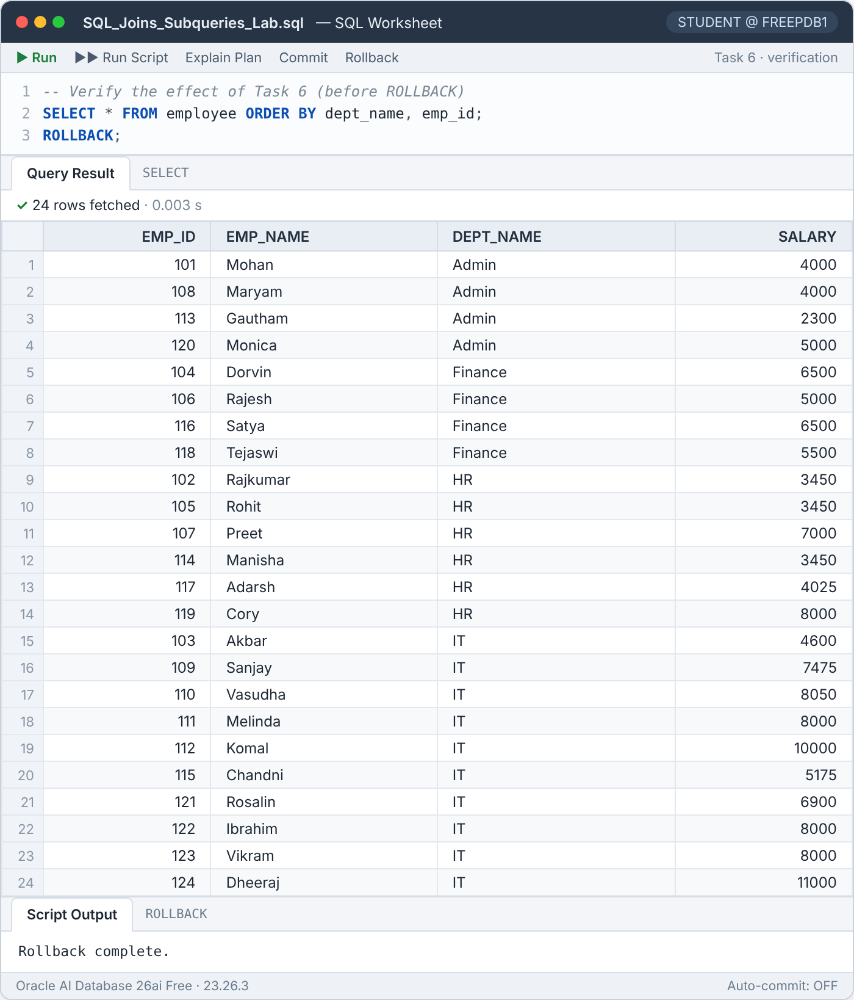 SQL_Joins_Subqueries_Lab.sql — SQL Worksheet STUDENT @ FREEPDB1
Run Run Script Explain Plan Commit Rollback Task 6 · verification
1 -- Verify the effect of Task 6 (before ROLLBACK)
2 SELECT * FROM employee ORDER BY dept_name, emp_id;
3 ROLLBACK;
Query Result SELECT
24 rows fetched · 0.003 s
EMP_ID EMP_NAME DEPT_NAME SALARY
1 101 Mohan Admin 4000
2 108 Maryam Admin 4000
3 113 Gautham Admin 2300
4 120 Monica Admin 5000
5 104 Dorvin Finance 6500
6 106 Rajesh Finance 5000
7 116 Satya Finance 6500
8 118 Tejaswi Finance 5500
9 102 Rajkumar HR 3450
10 105 Rohit HR 3450
11 107 Preet HR 7000
12 114 Manisha HR 3450
13 117 Adarsh HR 4025
14 119 Cory HR 8000
15 103 Akbar IT 4600
16 109 Sanjay IT 7475
17 110 Vasudha IT 8050
18 111 Melinda IT 8000
19 112 Komal IT 10000
20 115 Chandni IT 5175
21 121 Rosalin IT 6900
22 122 Ibrahim IT 8000
23 123 Vikram IT 8000
24 124 Dheeraj IT 11000
Script Output ROLLBACK
Rollback complete.
Oracle AI Database 26ai Free · 23.26.3 Auto-commit: OFF